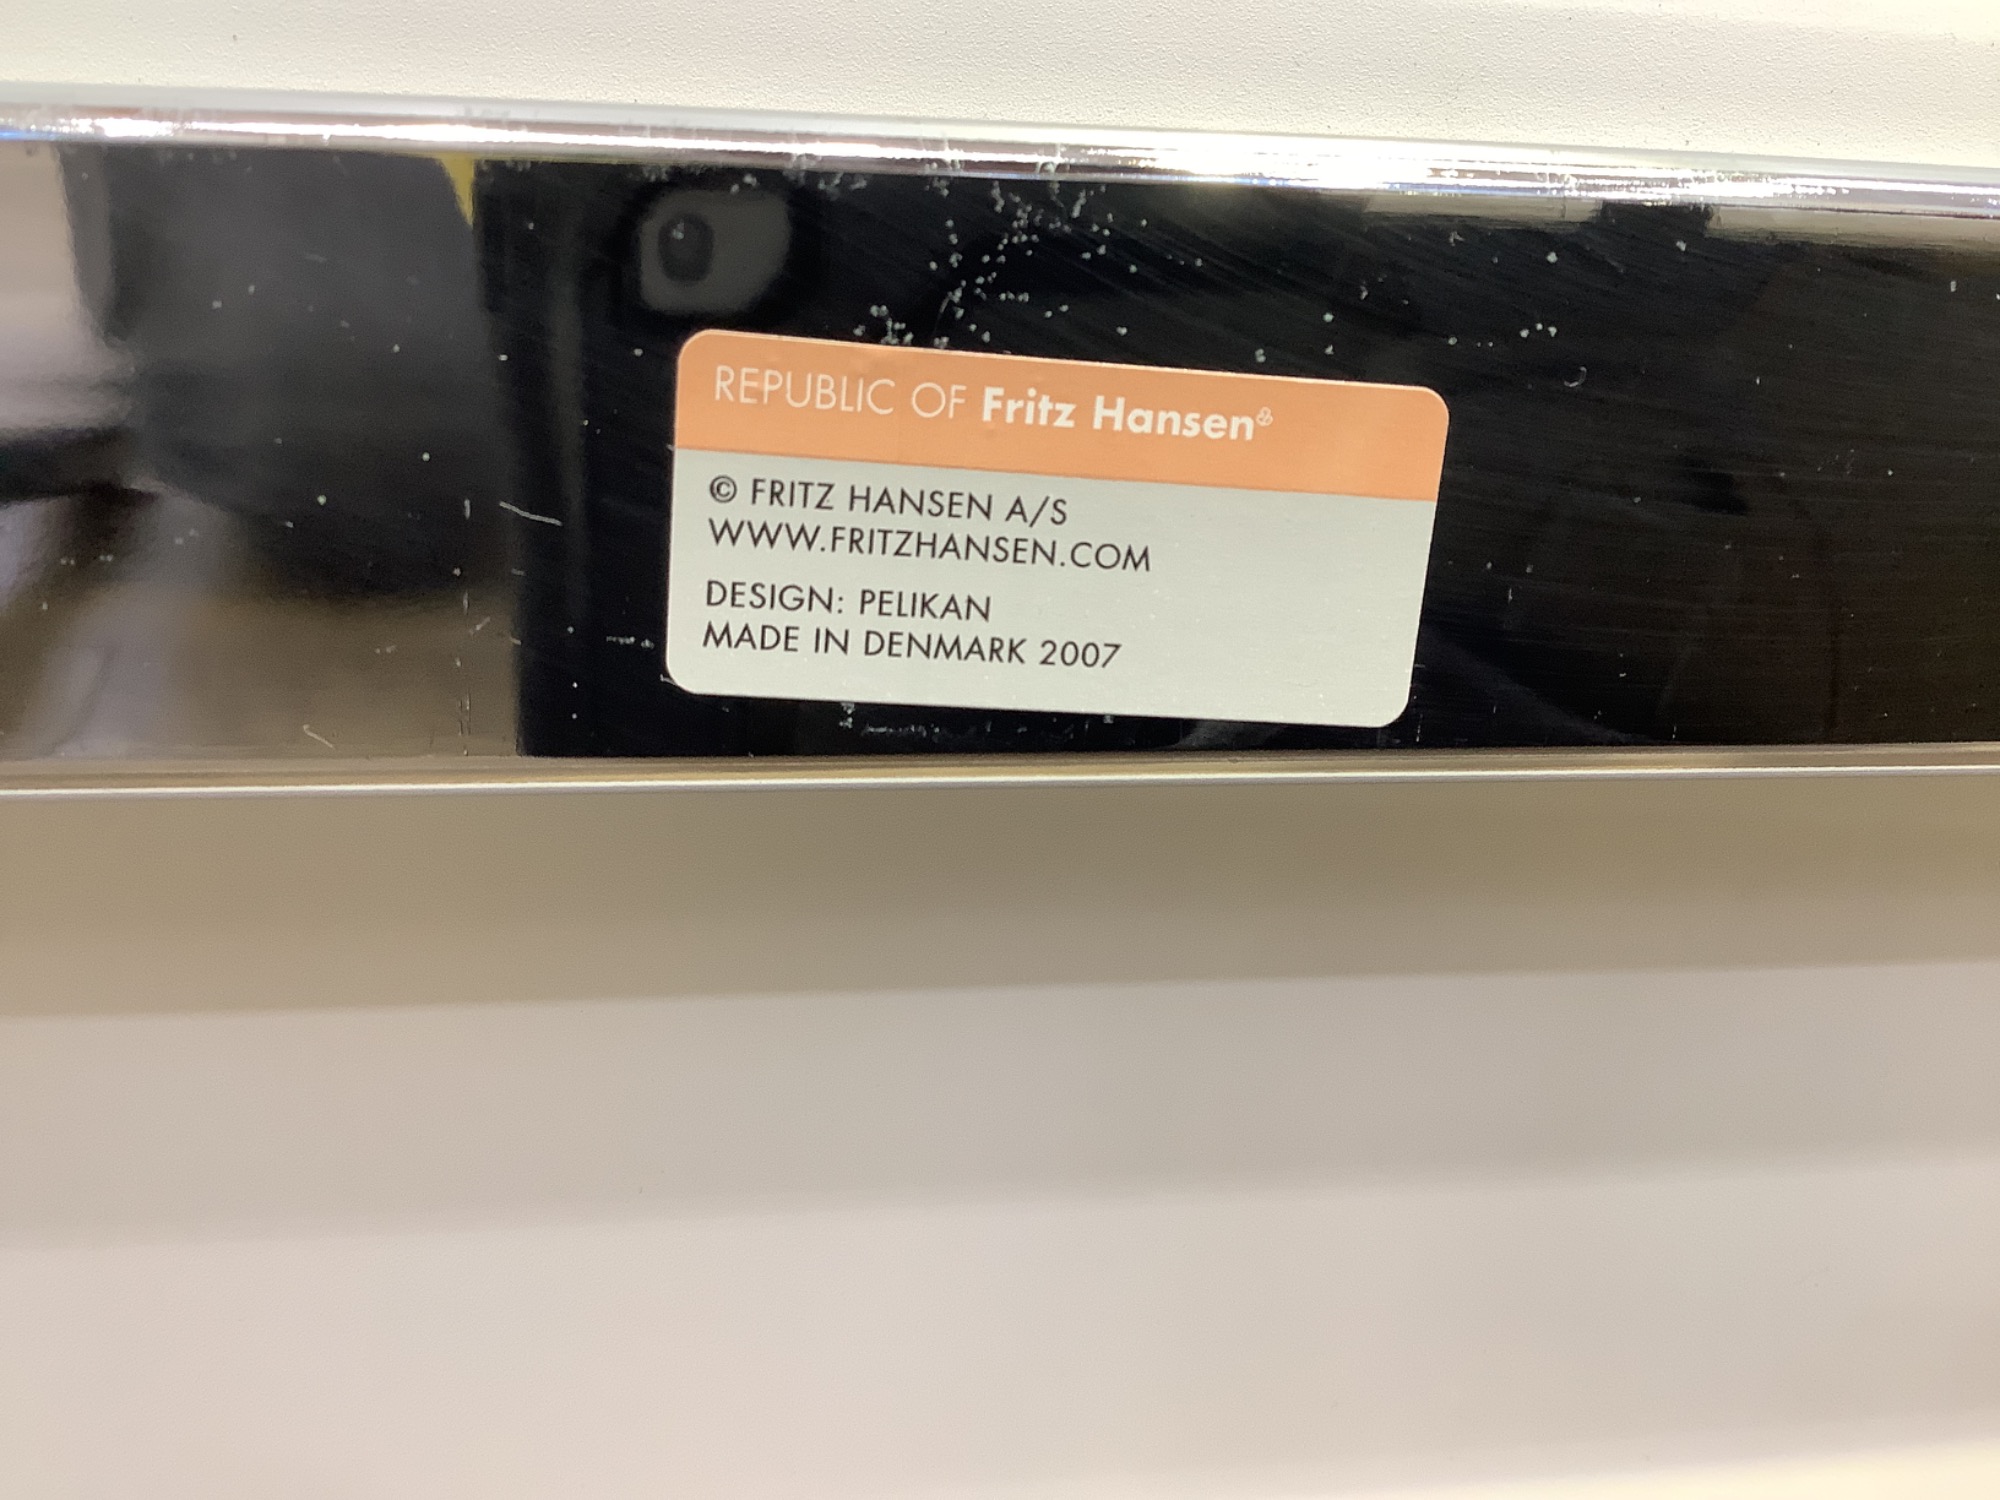 REPUBLIC OF Fritz Hansen
© FRITZ HANSEN A/S
WWW.FRITZHANSEN.COM
DESIGN: PELIKAN
MADE IN DENMARK 2007